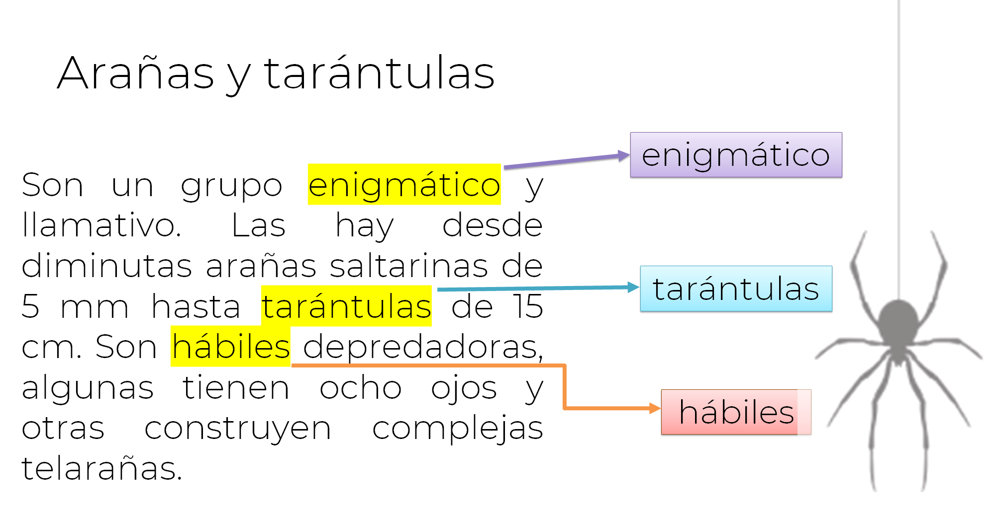 Arañas y tarántulas
Son un grupo enigmático y
llamativo. Las hay desde
diminutas arañas saltarinas de
5 mm hasta tarántulas de 15
cm. Son hábiles depredadoras,
algunas tienen ocho ojos y
otras construyen complejas
telarañas.
enigmático
tarántulas
hábiles